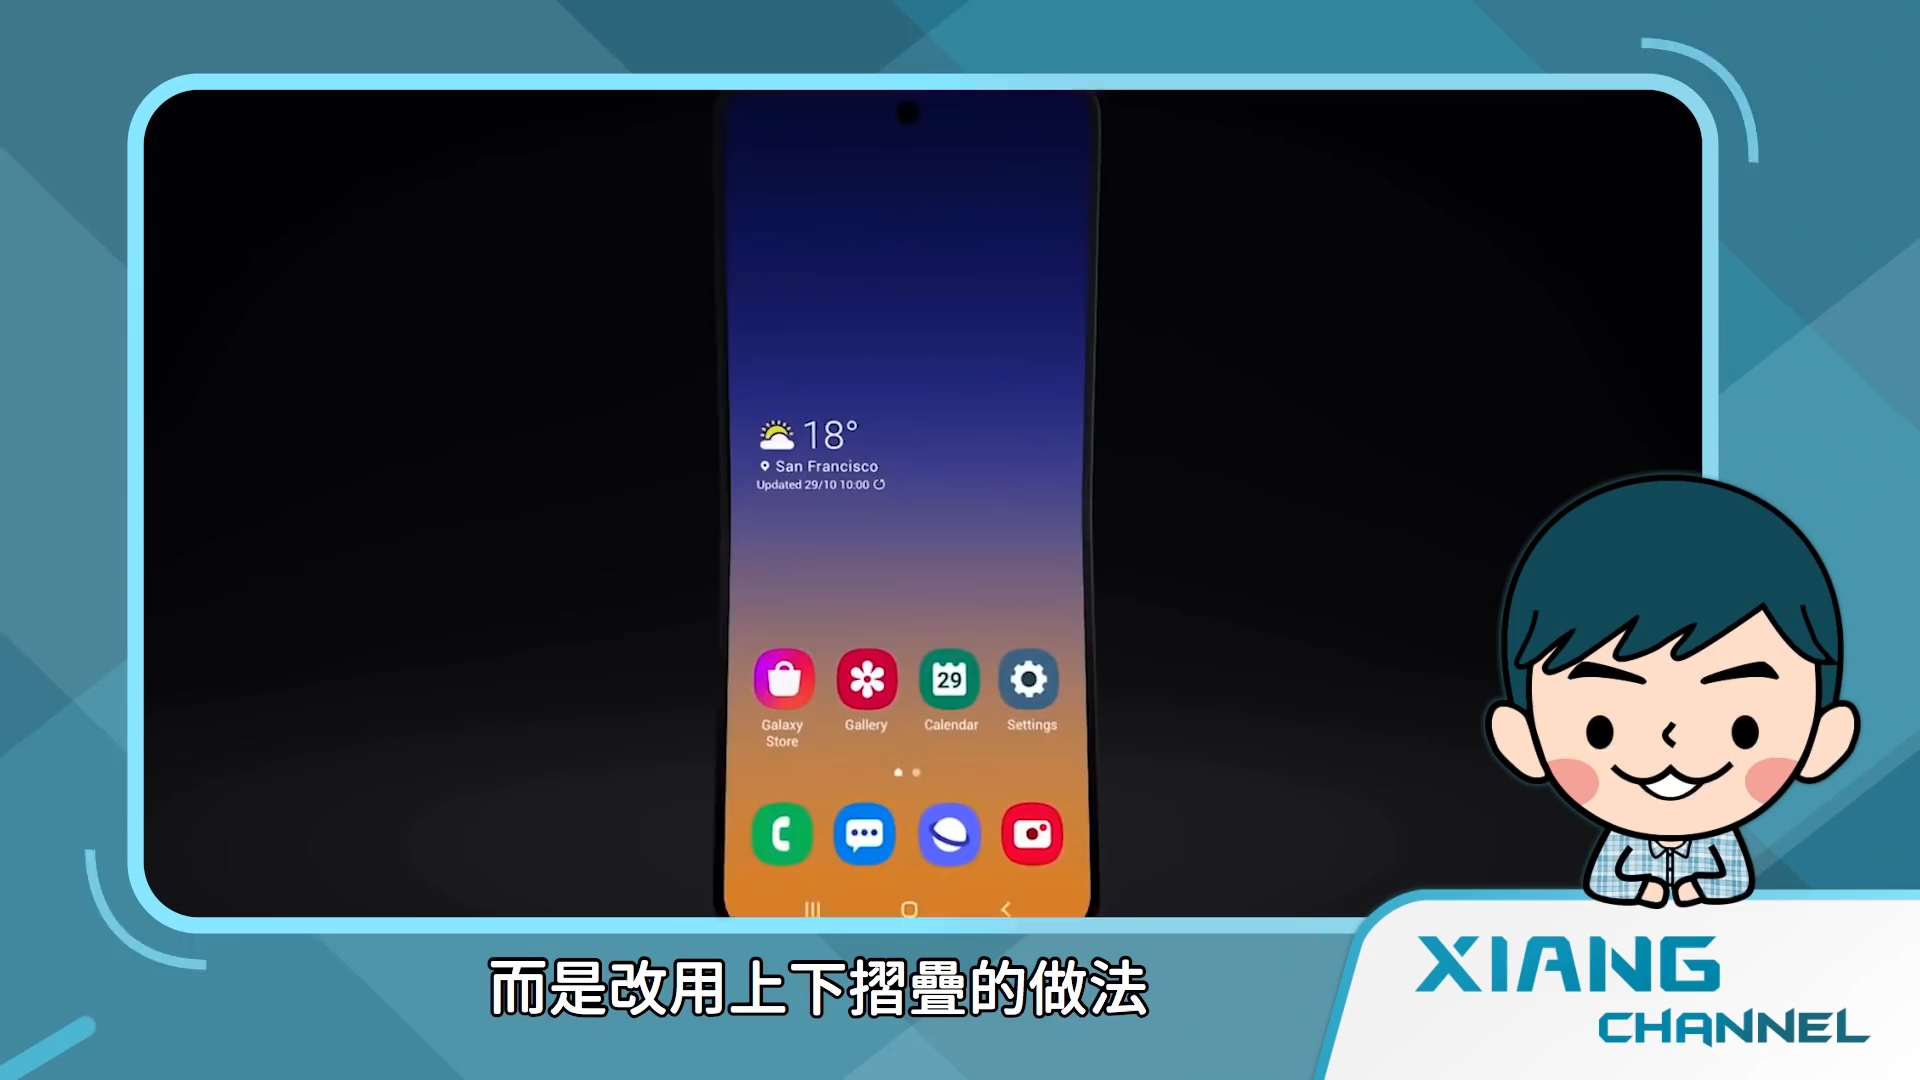 18°
San Francisco
Updated 29/10 10:00
29
Galaxy
Store
Gallery
Calendar
Settings
而是改用上下摺疊的做法
XIANG
CHANNEL